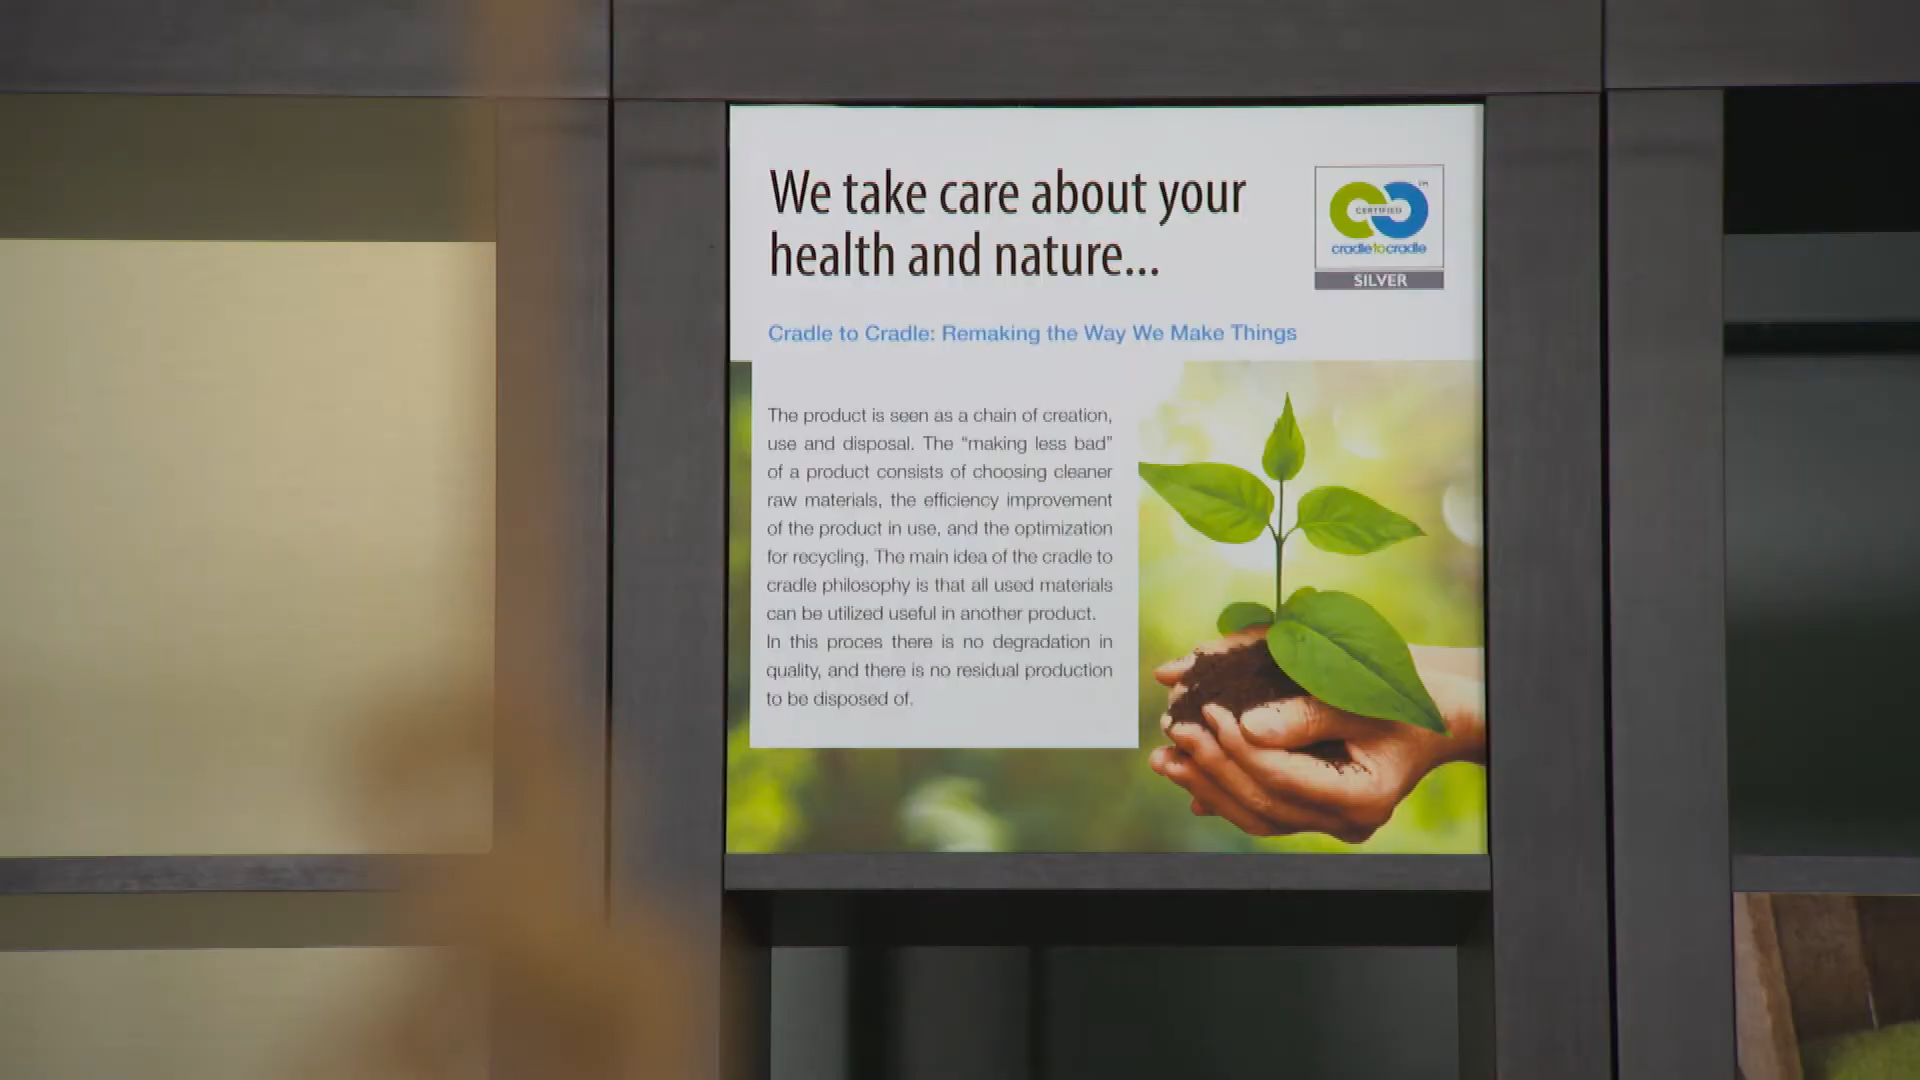 We take care about your
health and nature...
CERTIFIED
TM
cradletocradle
SILVER
Cradle to Cradle: Remaking the Way We Make Things
The product is seen as a chain of creation,
use and disposal. The “making less bad”
of a product consists of choosing cleaner
raw materials, the efficiency improvement
of the product in use, and the optimization
for recycling. The main idea of the cradle to
cradle philosophy is that all used materials
can be utilized useful in another product.
In this proces there is no degradation in
quality, and there is no residual production
to be disposed of.